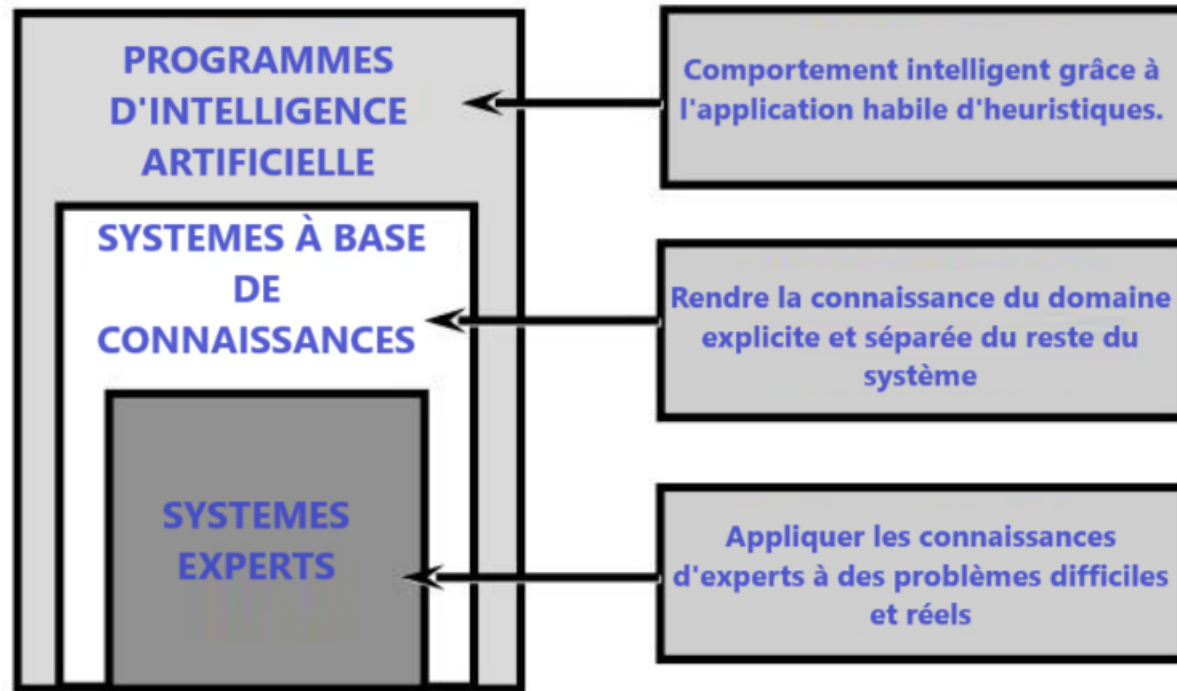 PROGRAMMES
D'INTELLIGENCE
ARTIFICIELLE
Comportement intelligent grâce à
l'application habile d'heuristiques.
SYSTEMES À BASE
DE
CONNAISSANCES
Rendre la connaissance du domaine
explicite et séparée du reste du
système
SYSTEMES
EXPERTS
Appliquer les connaissances
d'experts à des problèmes difficiles
et réels